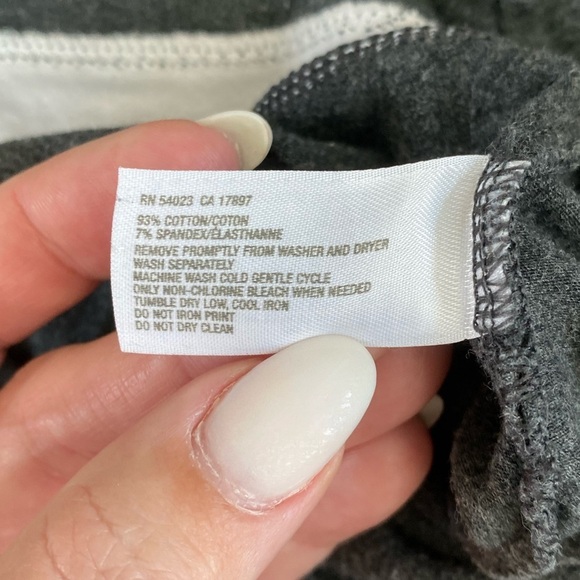 RN 54023 CA 17897
93% COTTON/COTON
7% SPANDEX/ÉLASTHANNE
REMOVE PROMPTLY FROM WASHER AND DRYER
WASH SEPARATELY
MACHINE WASH COLD GENTLE CYCLE
ONLY NON-CHLORINE BLEACH WHEN NEEDED
TUMBLE DRY LOW, COOL IRON
DO NOT IRON PRINT
DO NOT DRY CLEAN